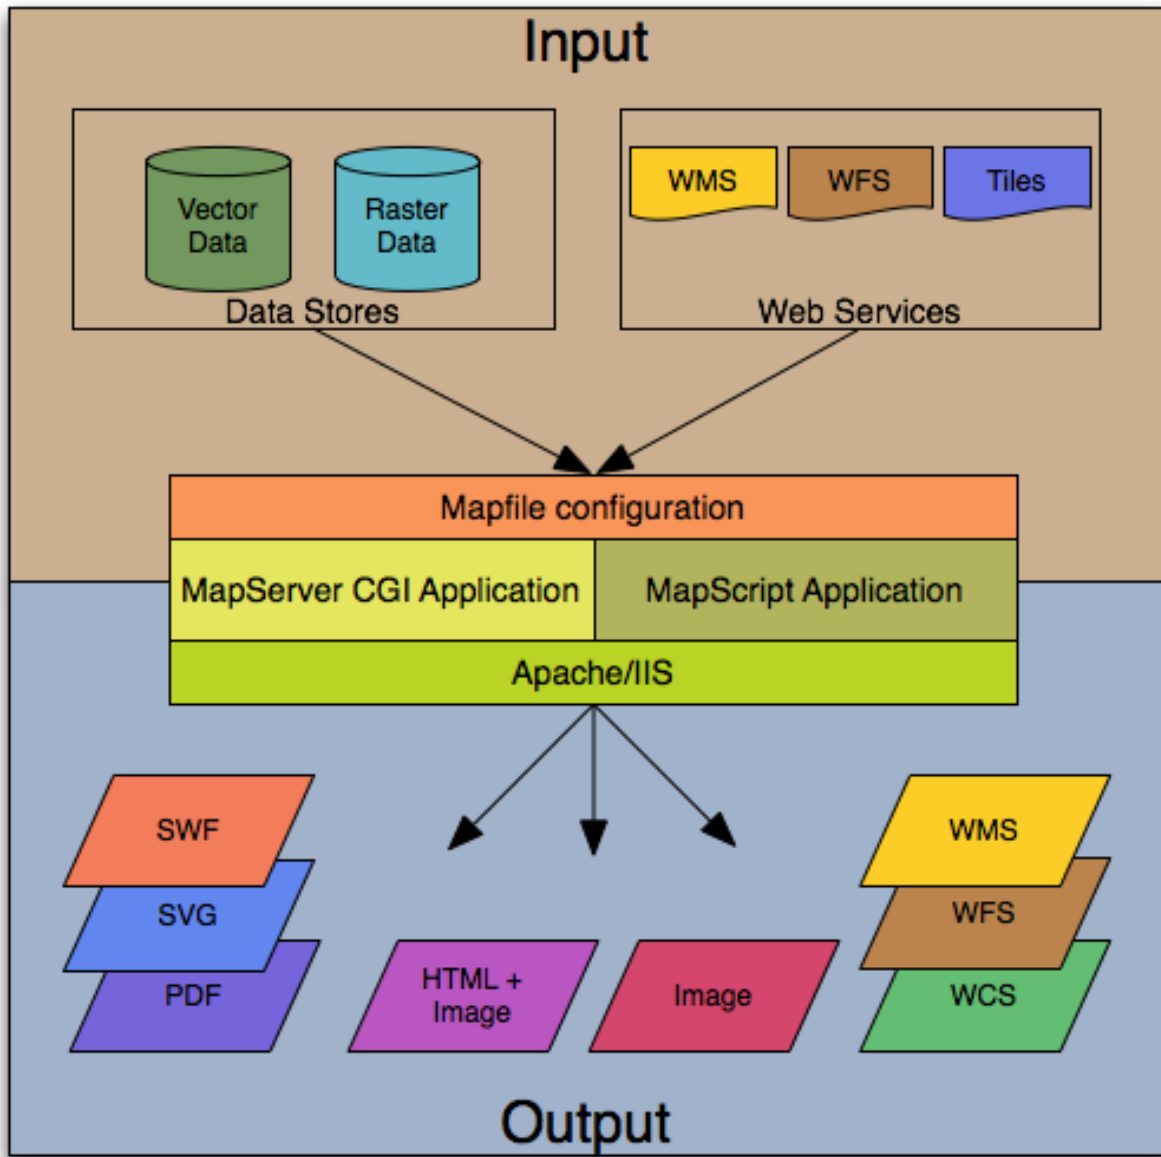 Input
Vector
Data
Raster
Data
Data Stores
WMS
WFS
Tiles
Web Services
Mapfile configuration
MapServer CGI Application
MapScript Application
Apache/IIS
SWF
SVG
PDF
HTML +
Image
Image
WMS
WFS
WCS
Output